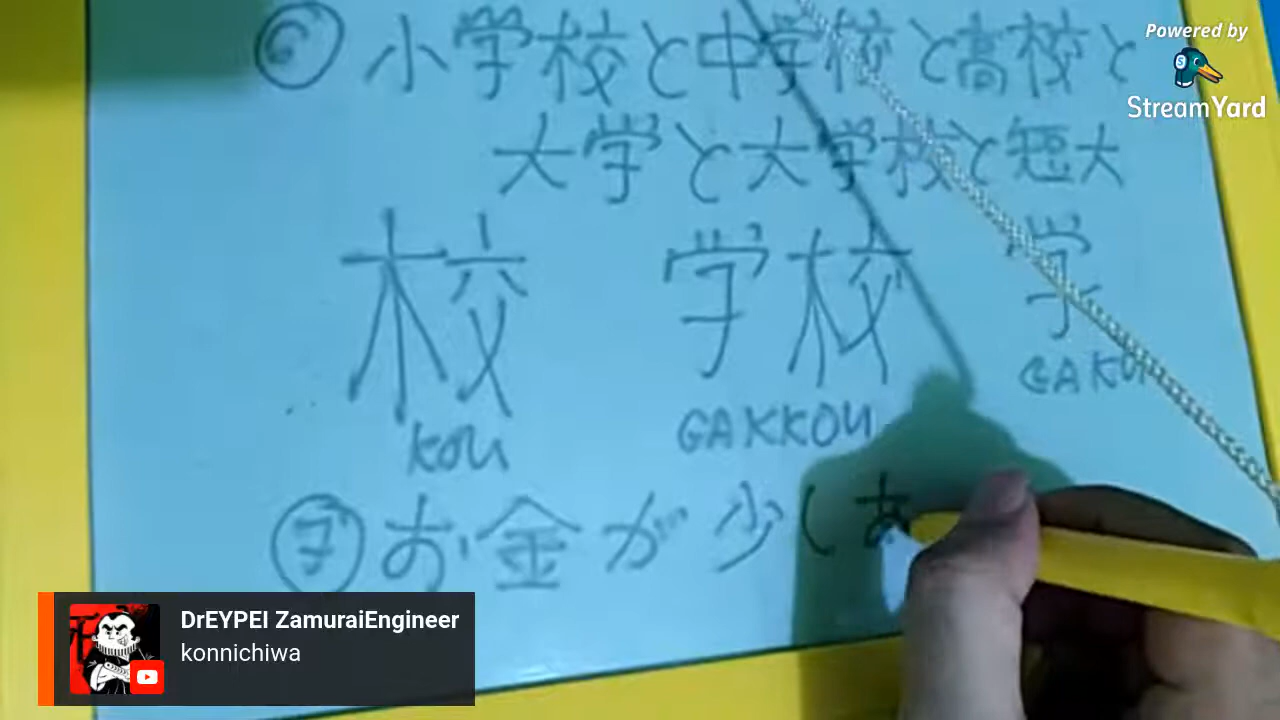 Powered by
StreamYard
⑥ 小学校と中学校と高校と
大学と大学校と短大
校 学校 学
KOU GAKKOU GAKU
⑦ お金が少しあ
DrEYPEI ZamuraiEngineer
konnichiwa